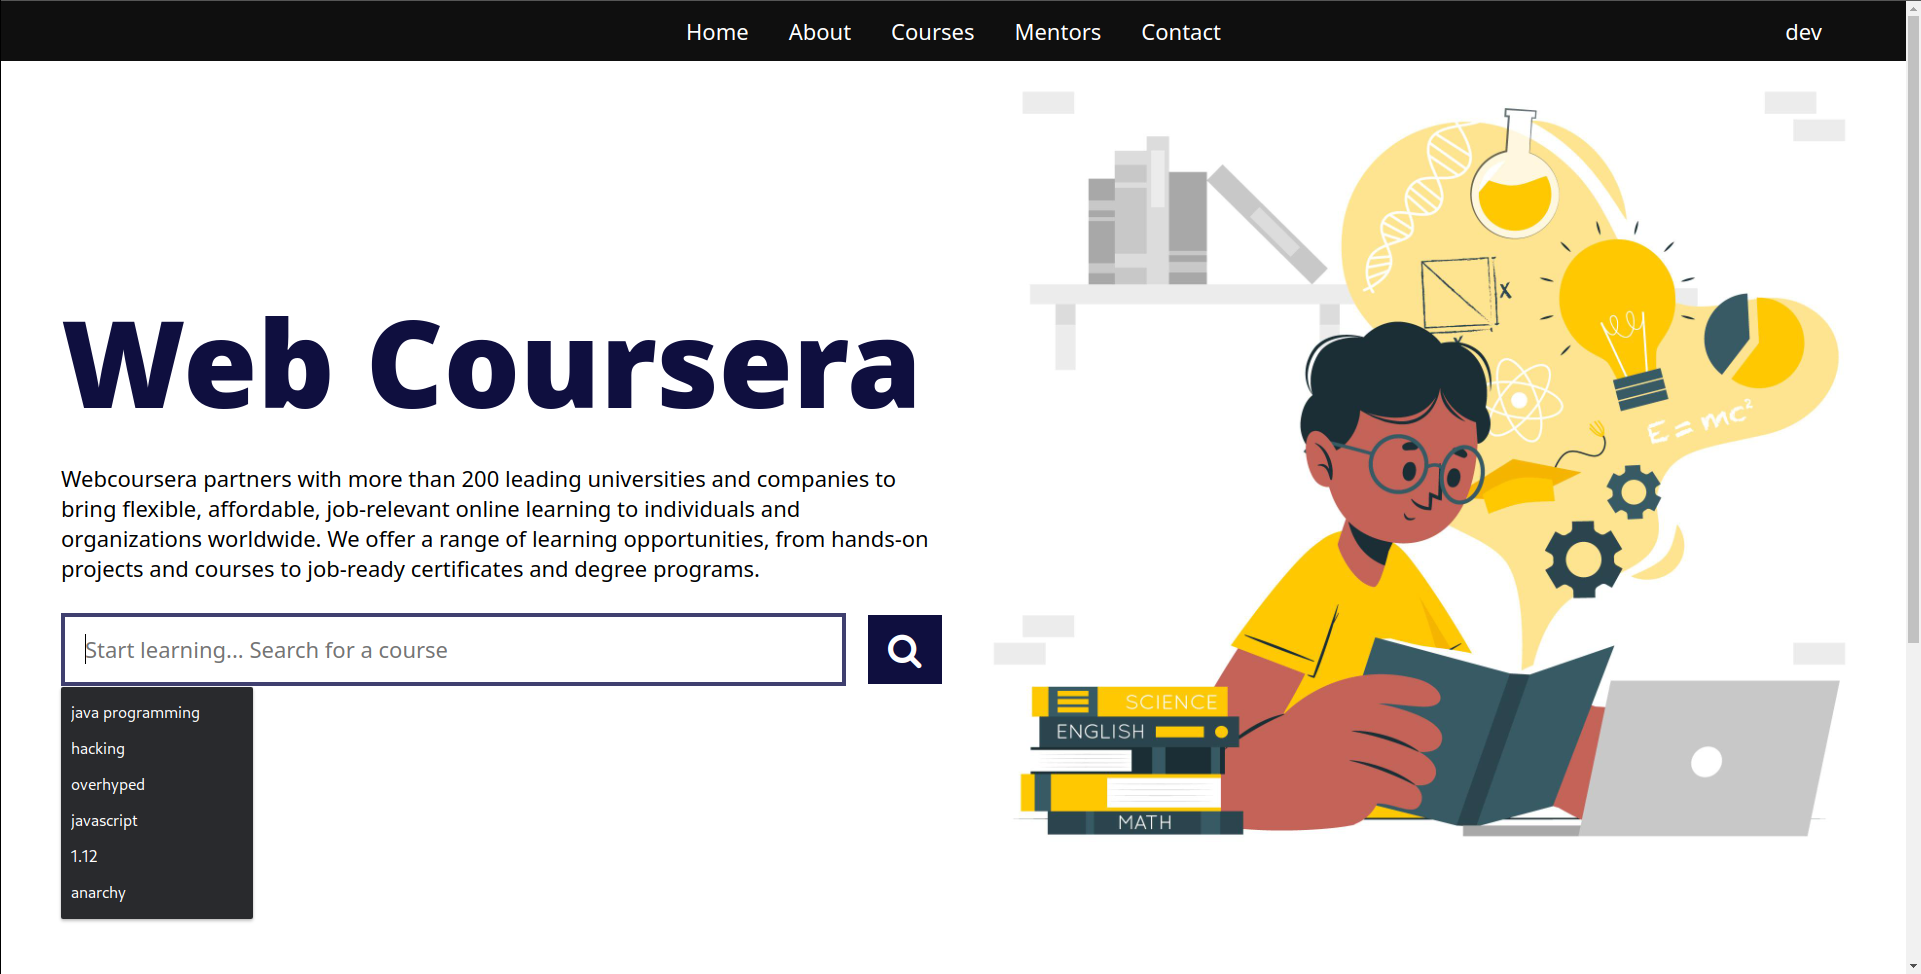 Home About Courses Mentors Contact dev
Web Coursera
Webcoursera partners with more than 200 leading universities and companies to
bring flexible, affordable, job-relevant online learning to individuals and
organizations worldwide. We offer a range of learning opportunities, from hands-on
projects and courses to job-ready certificates and degree programs.
Start learning... Search for a course
java programming
hacking
overhyped
javascript
1.12
anarchy
X
E = mc²
SCIENCE
ENGLISH
MATH